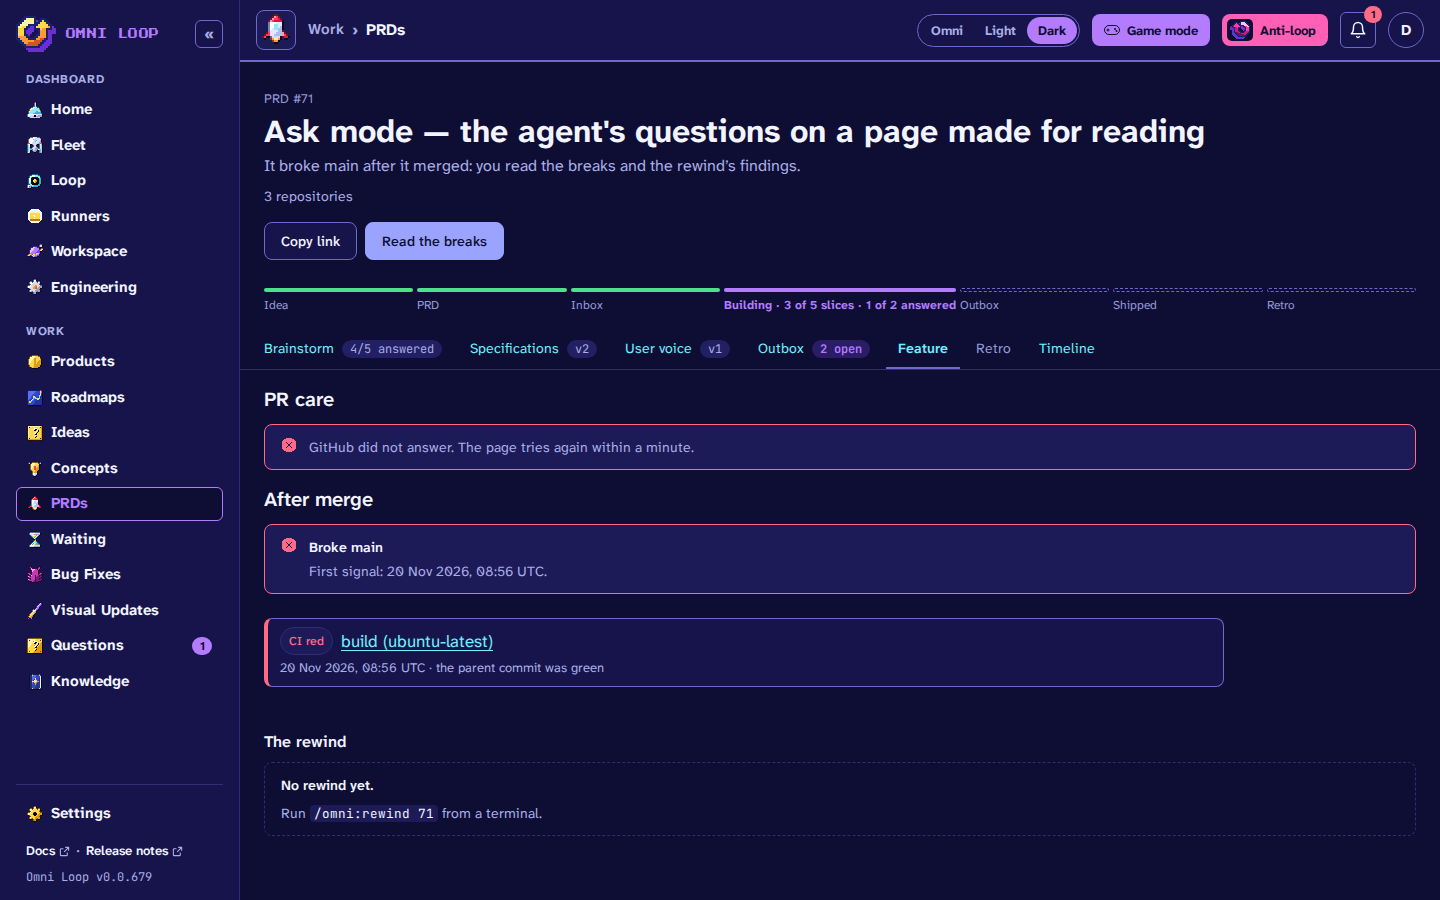 OMNI LOOP
«
DASHBOARD
Home
Fleet
Loop
Runners
Workspace
Engineering
WORK
Products
Roadmaps
Ideas
Concepts
PRDs
Waiting
Bug Fixes
Visual Updates
Questions 1
Knowledge
Settings
Docs · Release notes
Omni Loop v0.0.679
Work › PRDs
Omni Light Dark
Game mode
Anti-loop
1
D
PRD #71
Ask mode — the agent's questions on a page made for reading
It broke main after it merged: you read the breaks and the rewind's findings.
3 repositories
Copy link
Read the breaks
Idea PRD Inbox Building · 3 of 5 slices · 1 of 2 answered Outbox Shipped Retro
Brainstorm 4/5 answered Specifications v2 User voice v1 Outbox 2 open Feature Retro Timeline
PR care
GitHub did not answer. The page tries again within a minute.
After merge
Broke main
First signal: 20 Nov 2026, 08:56 UTC.
CI red build (ubuntu-latest)
20 Nov 2026, 08:56 UTC · the parent commit was green
The rewind
No rewind yet.
Run /omni:rewind 71 from a terminal.